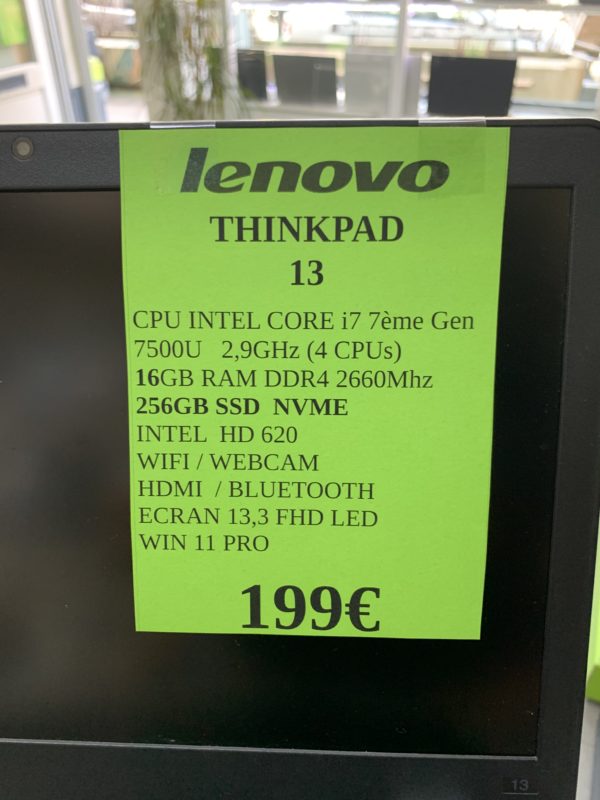 lenovo
THINKPAD
13
CPU INTEL CORE i7 7ème Gen
7500U 2,9GHz (4 CPUs)
16GB RAM DDR4 2660Mhz
256GB SSD NVME
INTEL HD 620
WIFI / WEBCAM
HDMI / BLUETOOTH
ECRAN 13,3 FHD LED
WIN 11 PRO
199€
13